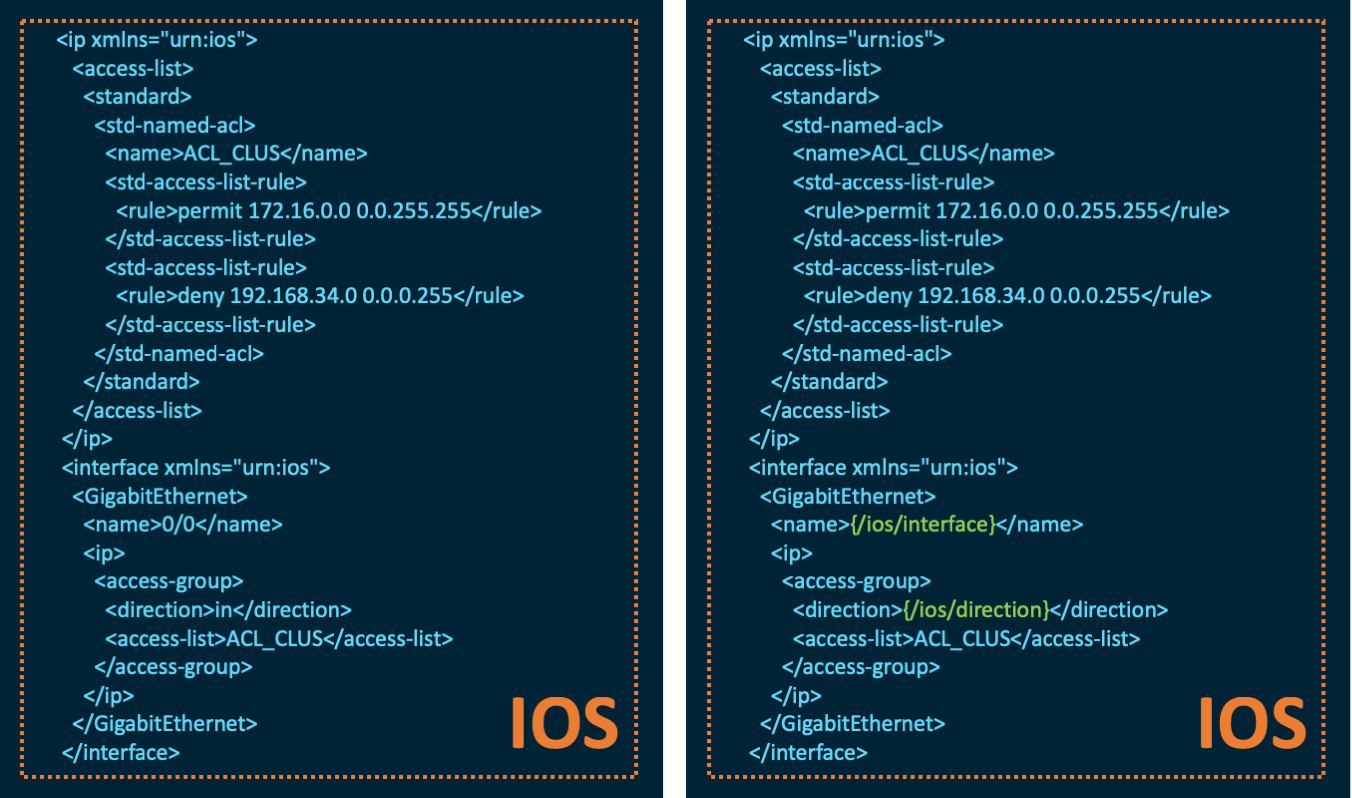 <ip xmlns="urn:ios">
<access-list>
<standard>
<std-named-acl>
<name>ACL_CLUS</name>
<std-access-list-rule>
<rule>permit 172.16.0.0 0.0.255.255</rule>
</std-access-list-rule>
<std-access-list-rule>
<rule>deny 192.168.34.0 0.0.0.255</rule>
</std-access-list-rule>
</std-named-acl>
</standard>
</access-list>
</ip>
<interface xmlns="urn:ios">
<GigabitEthernet>
<name>0/0</name>
<ip>
<access-group>
<direction>in</direction>
<access-list>ACL_CLUS</access-list>
</access-group>
</ip>
</GigabitEthernet>
</interface>
IOS
<ip xmlns="urn:ios">
<access-list>
<standard>
<std-named-acl>
<name>ACL_CLUS</name>
<std-access-list-rule>
<rule>permit 172.16.0.0 0.0.255.255</rule>
</std-access-list-rule>
<std-access-list-rule>
<rule>deny 192.168.34.0 0.0.0.255</rule>
</std-access-list-rule>
</std-named-acl>
</standard>
</access-list>
</ip>
<interface xmlns="urn:ios">
<GigabitEthernet>
<name>{/ios/interface}</name>
<ip>
<access-group>
<direction>{/ios/direction}</direction>
<access-list>ACL_CLUS</access-list>
</access-group>
</ip>
</GigabitEthernet>
</interface>
IOS